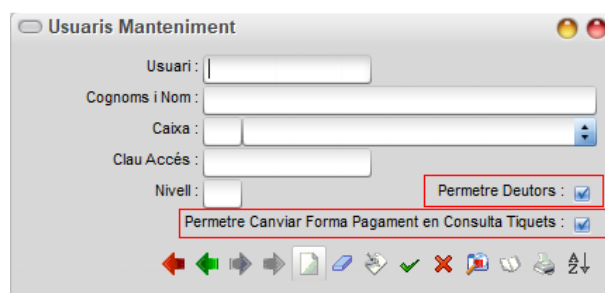 Usuaris Manteniment
Usuari :
Cognoms i Nom :
Caixa :
Clau Accés :
Nivell :
Permetre Deutors :
Permetre Canviar Forma Pagament en Consulta Tiquets :
A
Z